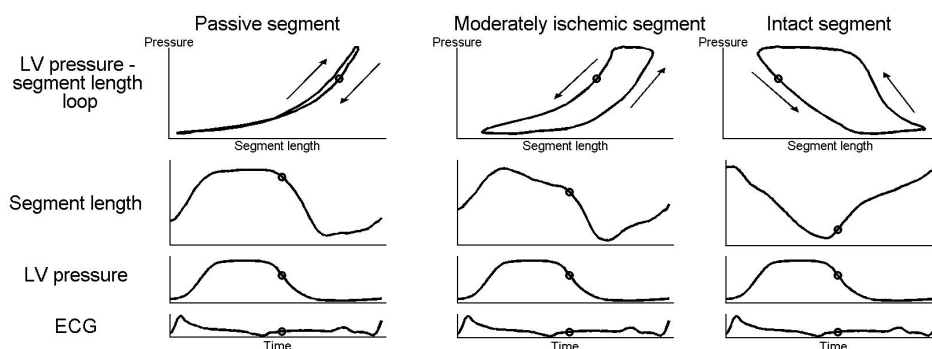 Passive segment
Moderately ischemic segment
Intact segment
Pressure
Pressure
Pressure
LV pressure -
segment length
loop
Segment length
Segment length
Segment length
Segment length
LV pressure
ECG
Time
Time
Time